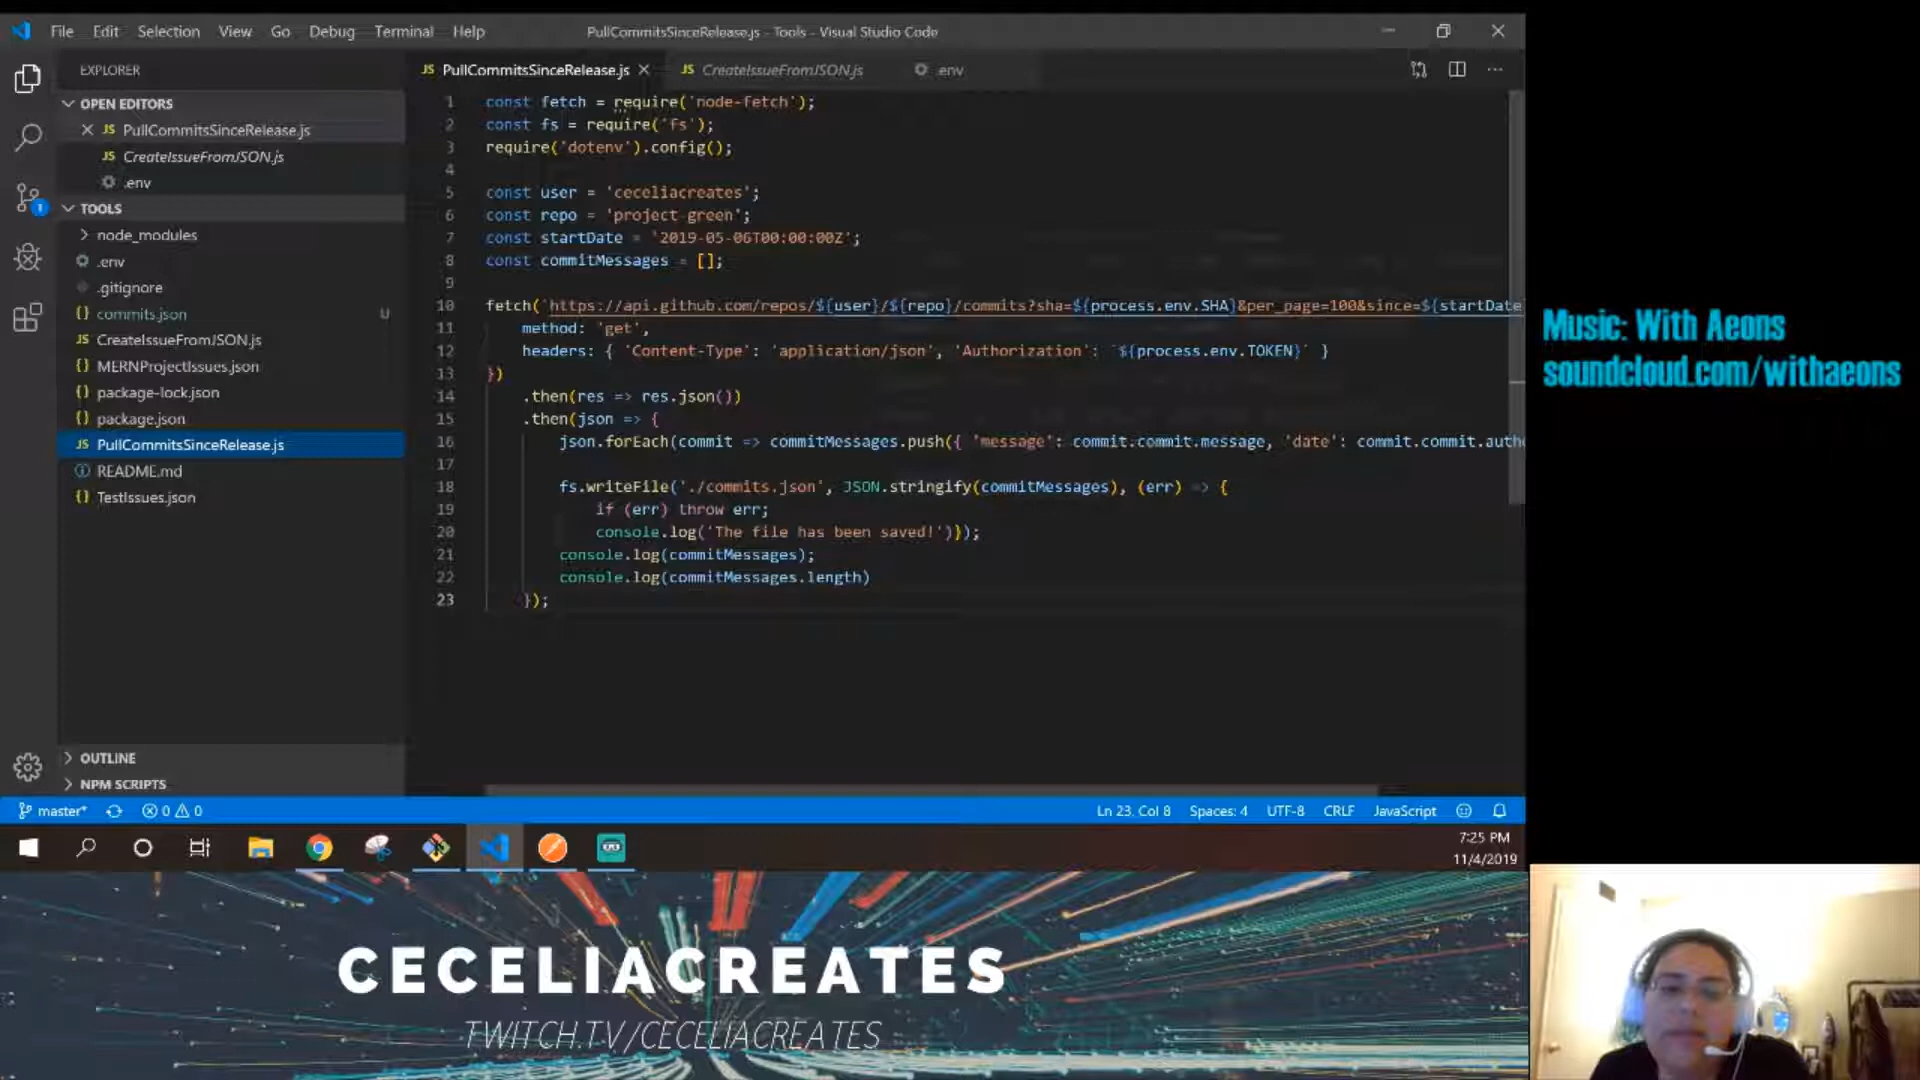 File Edit Selection View Go Debug Terminal Help
PullCommitsSinceRelease.js - Tools - Visual Studio Code
EXPLORER
OPEN EDITORS
JS PullCommitsSinceRelease.js
JS CreateIssueFromJSON.js
.env
TOOLS
node_modules
.env
.gitignore
{} commits.json U
JS CreateIssueFromJSON.js
{} MERNProjectIssues.json
{} package-lock.json
{} package.json
JS PullCommitsSinceRelease.js
README.md
{} TestIssues.json
OUTLINE
NPM SCRIPTS
JS PullCommitsSinceRelease.js JS CreateIssueFromJSON.js .env
1 const fetch = require('node-fetch');
2 const fs = require('fs');
3 require('dotenv').config();
4
5 const user = 'ceceliacreates';
6 const repo = 'project-green';
7 const startDate = '2019-05-06T00:00:00Z';
8 const commitMessages = [];
9
10 fetch(`https://api.github.com/repos/${user}/${repo}/commits?sha=${process.env.SHA}&per_page=100&since=${startDate
11 method: 'get',
12 headers: { 'Content-Type': 'application/json', 'Authorization': `${process.env.TOKEN}` }
13 })
14 .then(res => res.json())
15 .then(json => {
16 json.forEach(commit => commitMessages.push({ 'message': commit.commit.message, 'date': commit.commit.auth
17
18 fs.writeFile('./commits.json', JSON.stringify(commitMessages), (err) => {
19 if (err) throw err;
20 console.log('The file has been saved!')});
21 console.log(commitMessages);
22 console.log(commitMessages.length)
23 });
master* 0 0 Ln 23, Col 8 Spaces: 4 UTF-8 CRLF JavaScript
7:25 PM
11/4/2019
Music: With Aeons
soundcloud.com/withaeons
CECELIACREATES
TWITCH.TV/CECELIACREATES